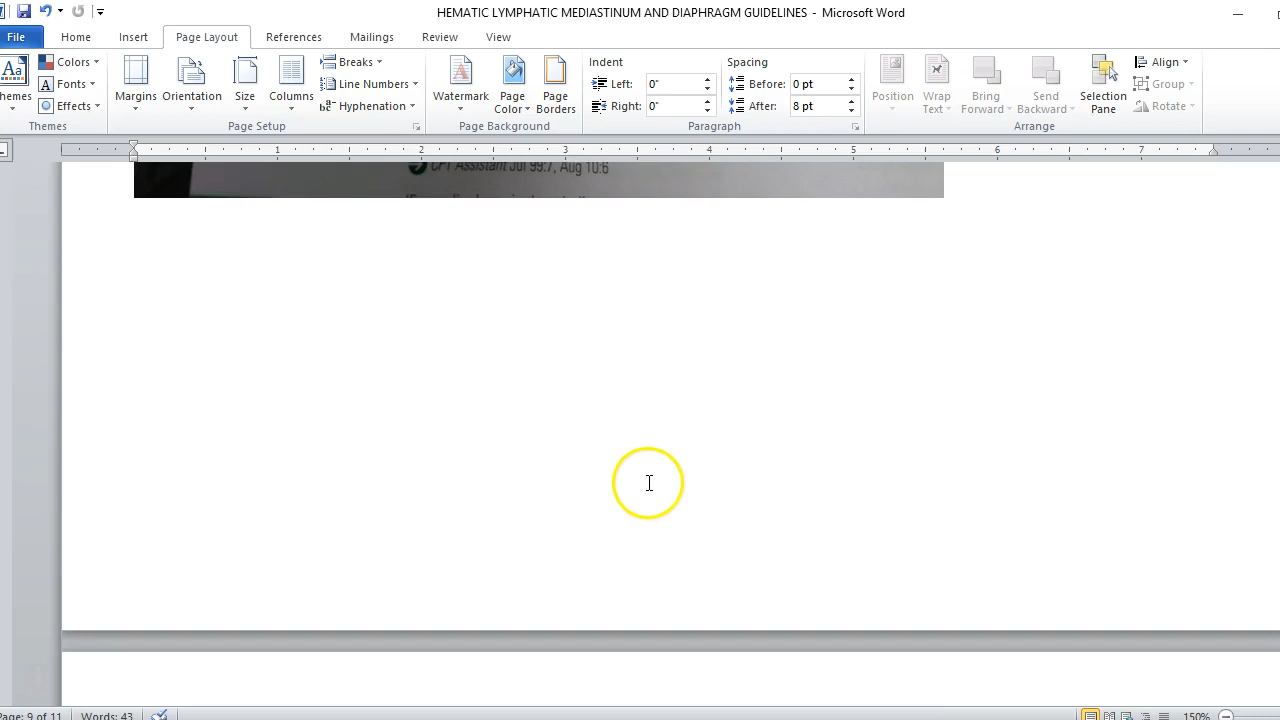 HEMATIC LYMPHATIC MEDIASTINUM AND DIAPHRAGM GUIDELINES - Microsoft Word
File Home Insert Page Layout References Mailings Review View
Aa
Themes
Colors
Fonts
Effects
Themes
Margins
Orientation
Size
Columns
Breaks
Line Numbers
Hyphenation
Page Setup
Watermark
Page Color
Page Borders
Page Background
Indent
Left: 0"
Right: 0"
Spacing
Before: 0 pt
After: 8 pt
Paragraph
Position
Wrap Text
Bring Forward
Send Backward
Selection Pane
Align
Group
Rotate
Arrange
1 2 3 4 5 6 7
CPT Assistant Jul 99:7, Aug 10:6
Page: 9 of 11 Words: 43 150%